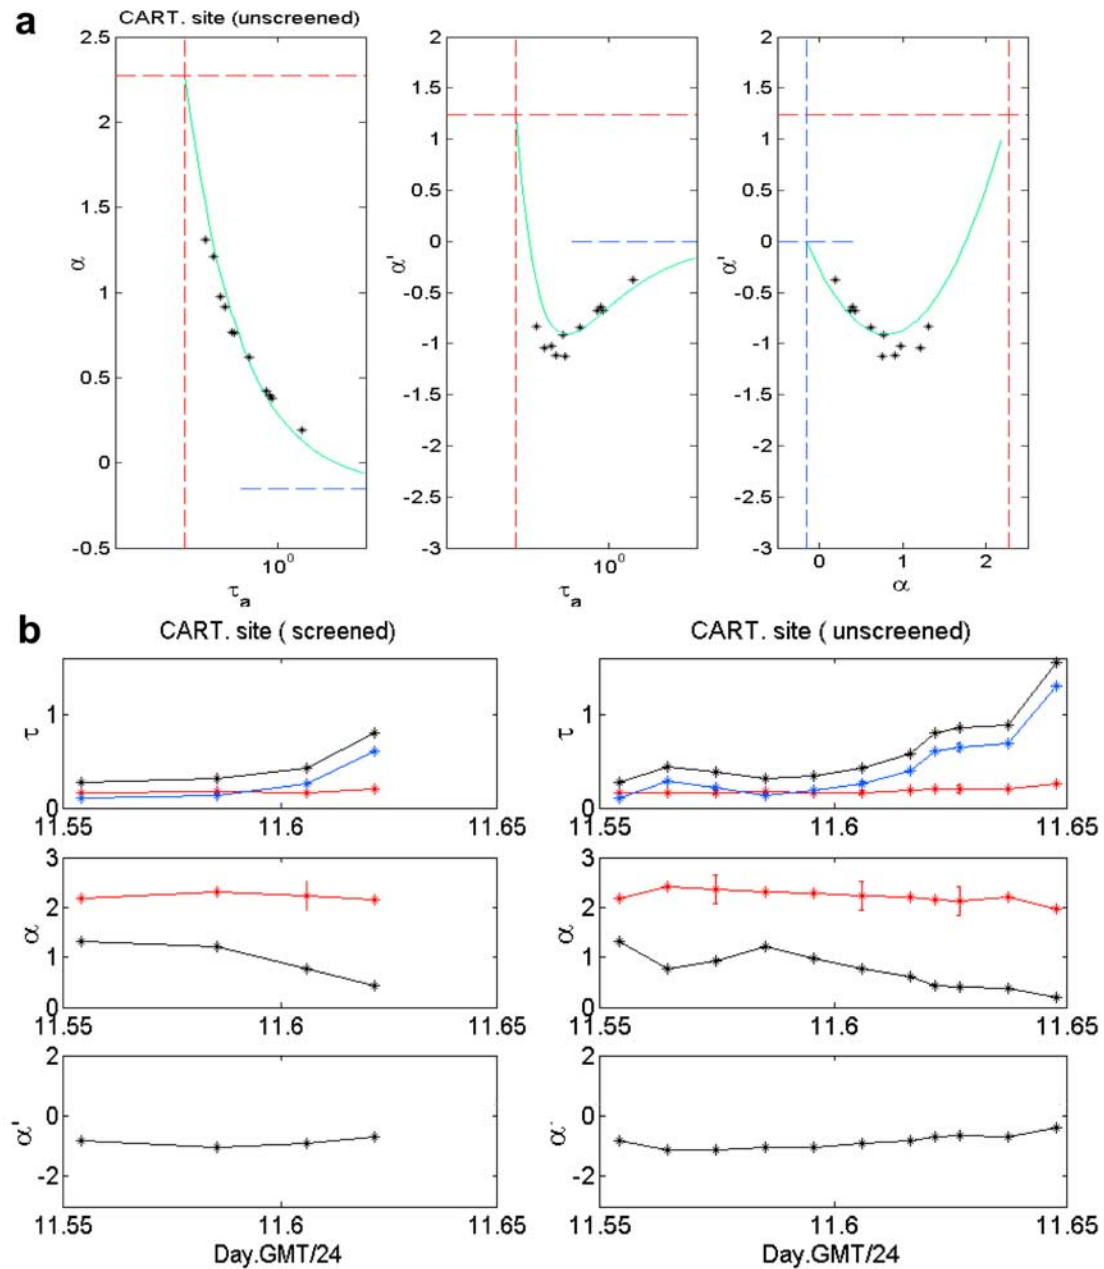 a
CART. site (unscreened)
2.5
2
1.5
1
0.5
0
-0.5
α
10⁰
τa
2
1.5
1
0.5
0
-0.5
-1
-1.5
-2
-2.5
-3
α'
10⁰
τa
2
1.5
1
0.5
0
-0.5
-1
-1.5
-2
-2.5
-3
α'
0 1 2
α
b
CART. site ( screened)
1
0
τ
11.55 11.6 11.65
3
2
1
0
α
11.55 11.6 11.65
2
0
-2
α'
11.55 11.6 11.65
Day.GMT/24
CART. site ( unscreened)
1
0
τ
11.55 11.6 11.65
3
2
1
0
α
11.55 11.6 11.65
2
0
-2
α'
11.55 11.6 11.65
Day.GMT/24